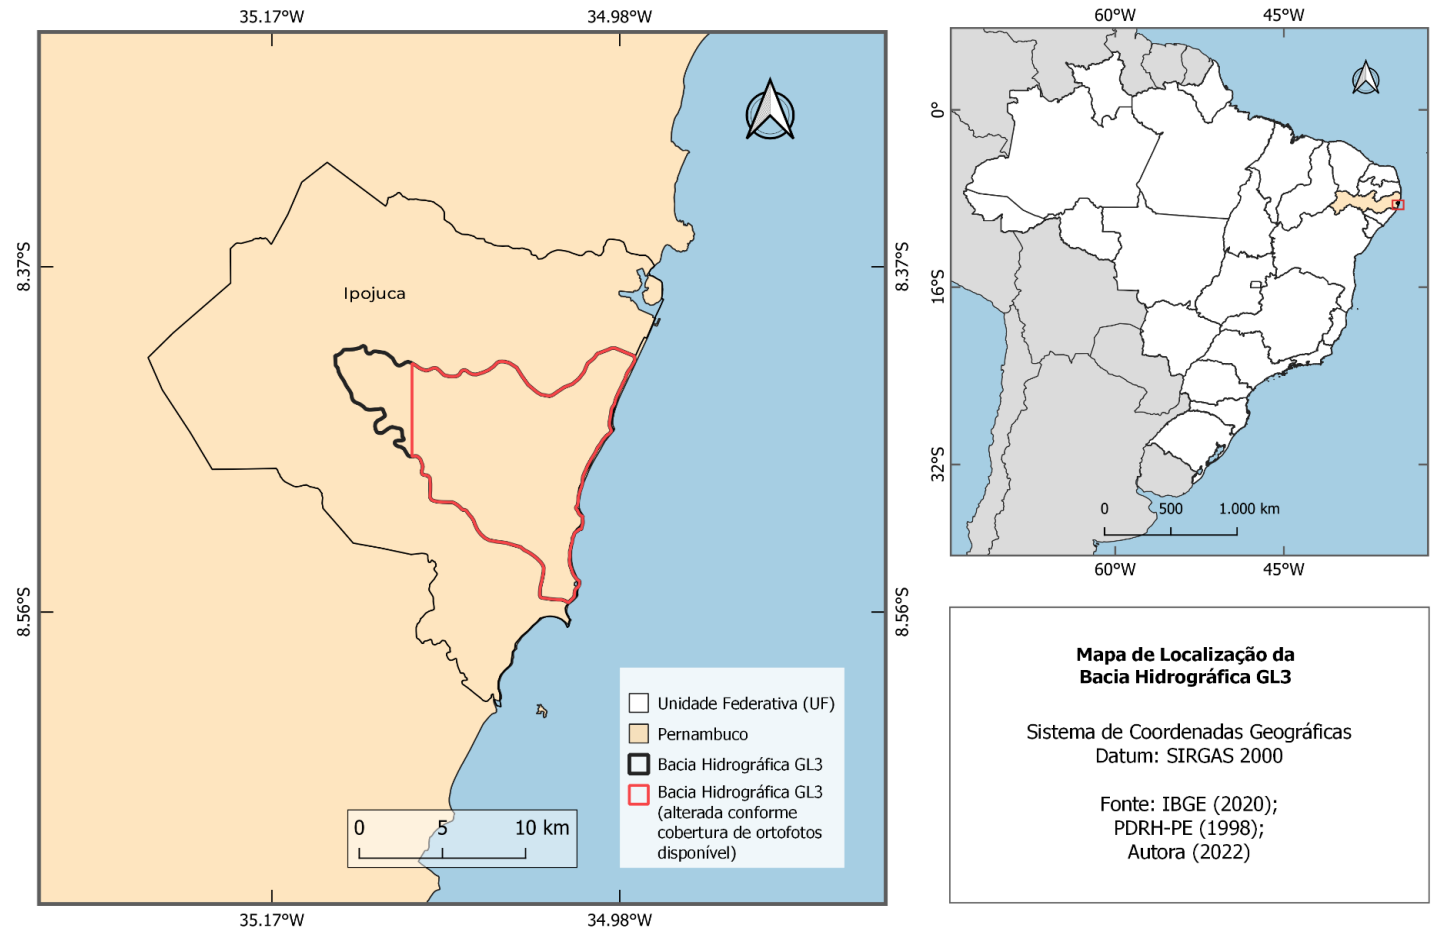 35.17°W
34.98°W
8.37°S
8.37°S
Ipojuca
8.56°S
8.56°S
Unidade Federativa (UF)
Pernambuco
Bacia Hidrográfica GL3
Bacia Hidrográfica GL3
(alterada conforme
cobertura de ortofotos
disponível)
0
5
10 km
35.17°W
34.98°W
60°W
45°W
0°
16°S
32°S
0
500
1.000 km
60°W
45°W
Mapa de Localização da
Bacia Hidrográfica GL3
Sistema de Coordenadas Geográficas
Datum: SIRGAS 2000
Fonte: IBGE (2020);
PDRH-PE (1998);
Autora (2022)